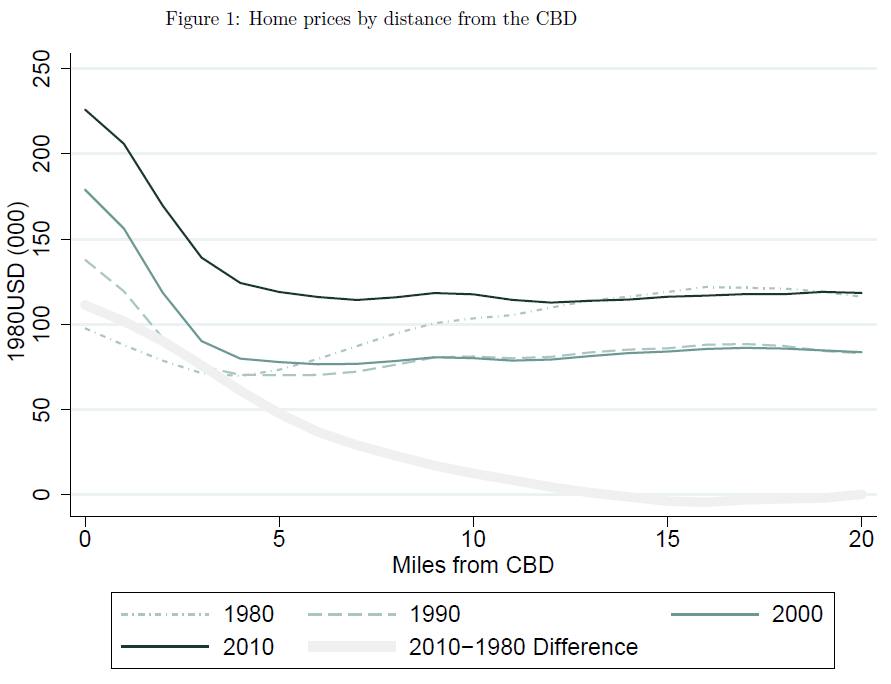 Figure 1: Home prices by distance from the CBD
250
200
150
100
50
0
1980USD (000)
0 5 10 15 20
Miles from CBD
1980 1990 2000
2010 2010−1980 Difference